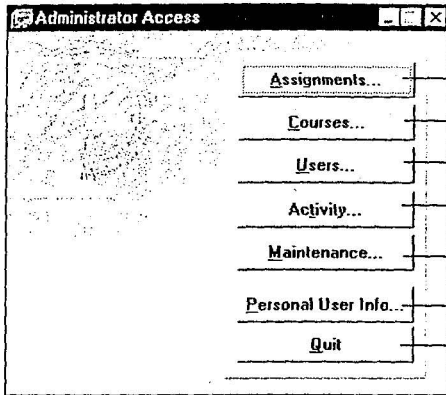 Administrator Access
Assignments...
Courses...
Users...
Activity...
Maintenance...
Personal User Info...
Quit